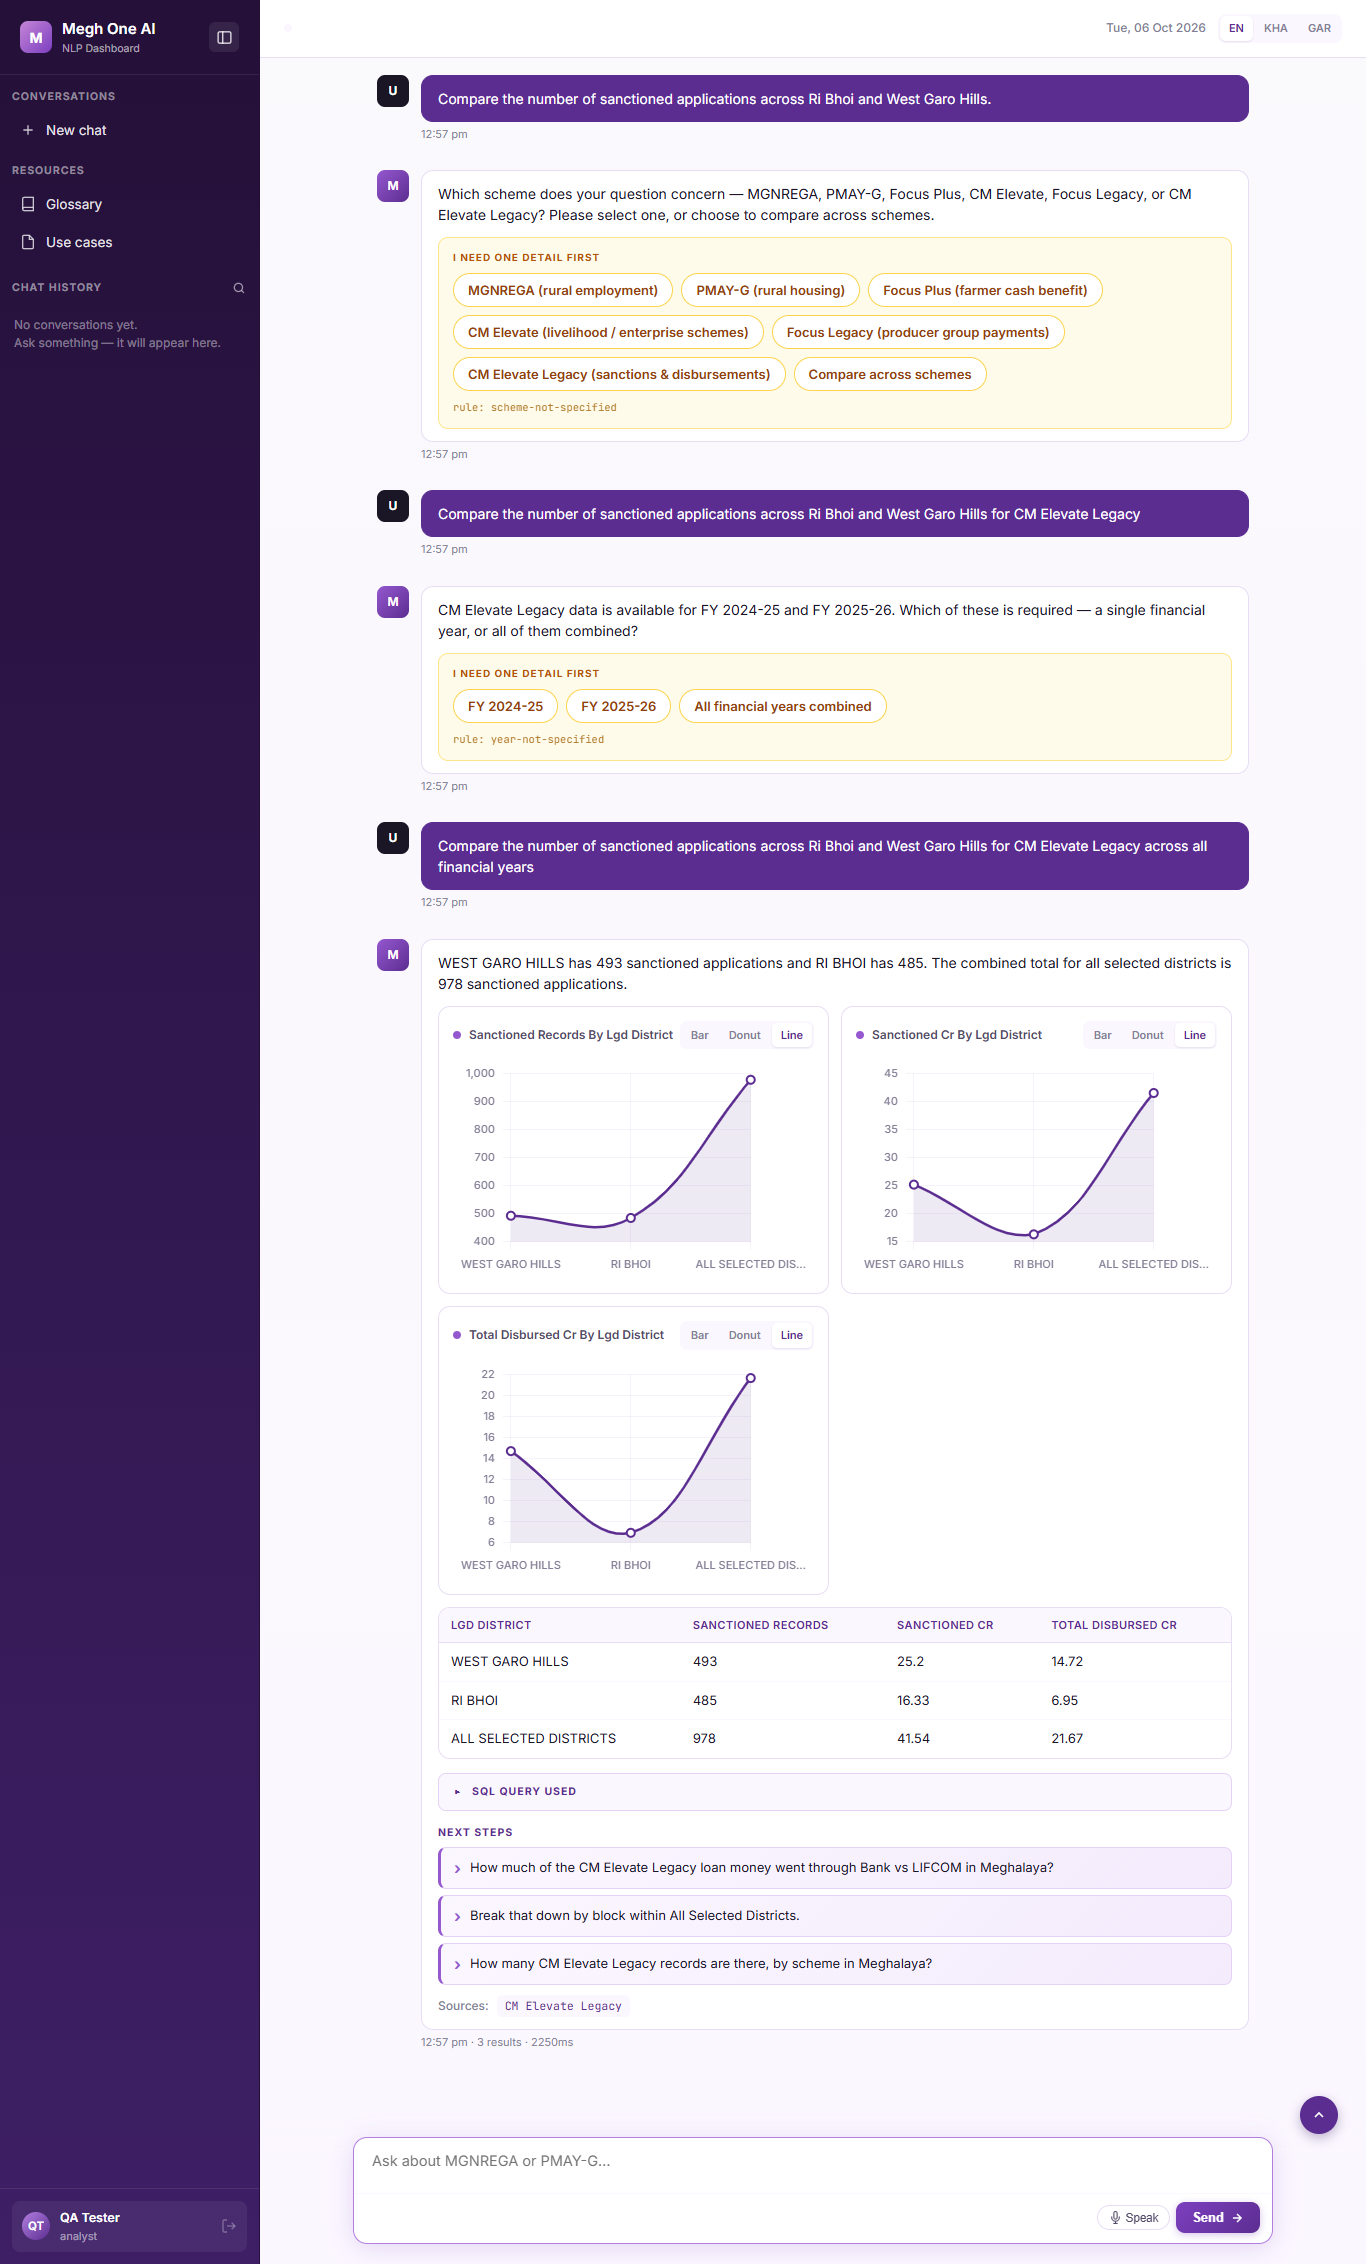 M
Megh One AI
NLP Dashboard
CONVERSATIONS
+ New chat
RESOURCES
Glossary
Use cases
CHAT HISTORY
No conversations yet.
Ask something — it will appear here.
QT
QA Tester
analyst
Tue, 06 Oct 2026
EN KHA GAR
U
Compare the number of sanctioned applications across Ri Bhoi and West Garo Hills.
12:57 pm
M
Which scheme does your question concern — MGNREGA, PMAY-G, Focus Plus, CM Elevate, Focus Legacy, or CM
Elevate Legacy? Please select one, or choose to compare across schemes.
I NEED ONE DETAIL FIRST
MGNREGA (rural employment) PMAY-G (rural housing) Focus Plus (farmer cash benefit)
CM Elevate (livelihood / enterprise schemes) Focus Legacy (producer group payments)
CM Elevate Legacy (sanctions & disbursements) Compare across schemes
rule: scheme-not-specified
12:57 pm
U
Compare the number of sanctioned applications across Ri Bhoi and West Garo Hills for CM Elevate Legacy
12:57 pm
M
CM Elevate Legacy data is available for FY 2024-25 and FY 2025-26. Which of these is required — a single financial
year, or all of them combined?
I NEED ONE DETAIL FIRST
FY 2024-25 FY 2025-26 All financial years combined
rule: year-not-specified
12:57 pm
U
Compare the number of sanctioned applications across Ri Bhoi and West Garo Hills for CM Elevate Legacy across all
financial years
12:57 pm
M
WEST GARO HILLS has 493 sanctioned applications and RI BHOI has 485. The combined total for all selected districts is
978 sanctioned applications.
Sanctioned Records By Lgd District Bar Donut Line
1,000
900
800
700
600
500
400
WEST GARO HILLS RI BHOI ALL SELECTED DIS...
Sanctioned Cr By Lgd District Bar Donut Line
45
40
35
30
25
20
15
WEST GARO HILLS RI BHOI ALL SELECTED DIS...
Total Disbursed Cr By Lgd District Bar Donut Line
22
20
18
16
14
12
10
8
6
WEST GARO HILLS RI BHOI ALL SELECTED DIS...
LGD DISTRICT SANCTIONED RECORDS SANCTIONED CR TOTAL DISBURSED CR
WEST GARO HILLS 493 25.2 14.72
RI BHOI 485 16.33 6.95
ALL SELECTED DISTRICTS 978 41.54 21.67
SQL QUERY USED
NEXT STEPS
How much of the CM Elevate Legacy loan money went through Bank vs LIFCOM in Meghalaya?
Break that down by block within All Selected Districts.
How many CM Elevate Legacy records are there, by scheme in Meghalaya?
Sources: CM Elevate Legacy
12:57 pm · 3 results · 2250ms
Ask about MGNREGA or PMAY-G...
Speak Send →